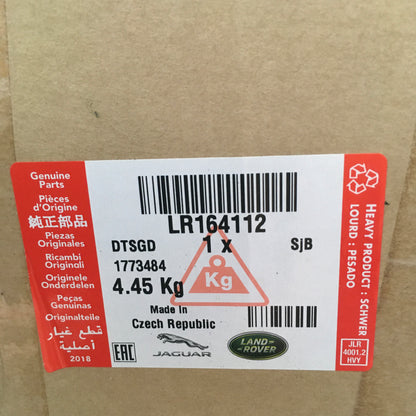 Genuine
Parts
Pièces
d'Origine
純正部品
Piezas
Originales
Ricambi
Originali
Originele
Onderdelen
Peças
Genuinas
Originalteile
قطع غيار
أصلية
2018
LR164112
DTSGD
1 x
SjB
1773484
4.45 Kg
Kg
Made in
Czech Republic
EAC
JAGUAR
LAND-
ROVER
HEAVY PRODUCT : SCHWER
LOURD : PESADO
JLR
4001.2
HVY